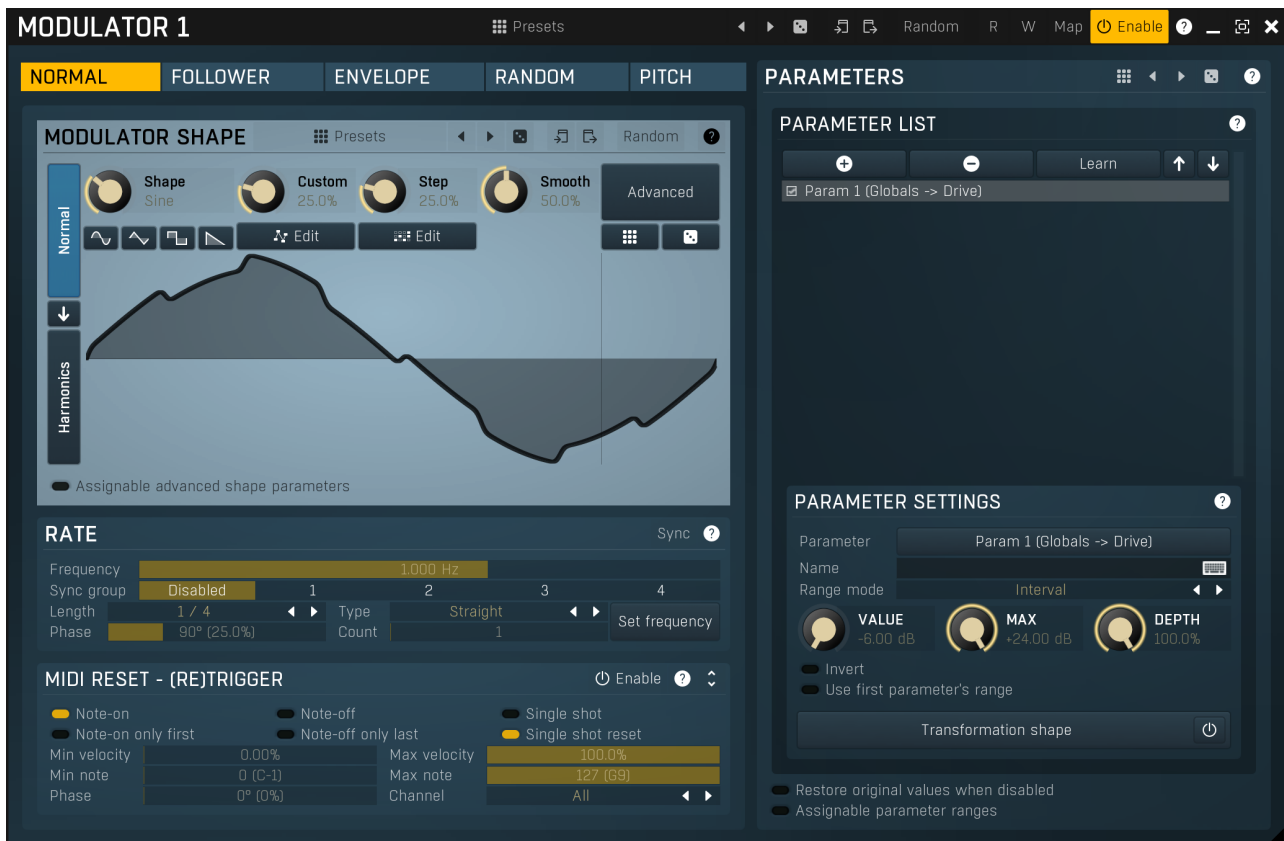 MODULATOR 1 Presets Random R W Map Enable ?
NORMAL FOLLOWER ENVELOPE RANDOM PITCH
MODULATOR SHAPE Presets Random ?
Shape Custom Step Smooth Advanced
Sine 25.0% 25.0% 50.0%
Edit Edit
Normal
Harmonics
Assignable advanced shape parameters
RATE Sync ?
Frequency 1.000 Hz
Sync group Disabled 1 2 3 4
Length 1 / 4 Type Straight Set frequency
Phase 90° (25.0%) Count 1
MIDI RESET - (RE)TRIGGER Enable ?
Note-on Note-off Single shot
Note-on only first Note-off only last Single shot reset
Min velocity 0.00% Max velocity 100.0%
Min note 0 (C-1) Max note 127 (G9)
Phase 0° (0%) Channel All
PARAMETERS ?
PARAMETER LIST ?
Learn
Param 1 (Globals -> Drive)
PARAMETER SETTINGS ?
Parameter Param 1 (Globals -> Drive)
Name
Range mode Interval
VALUE MAX DEPTH
-6.00 dB +24.00 dB 100.0%
Invert
Use first parameter's range
Transformation shape
Restore original values when disabled
Assignable parameter ranges